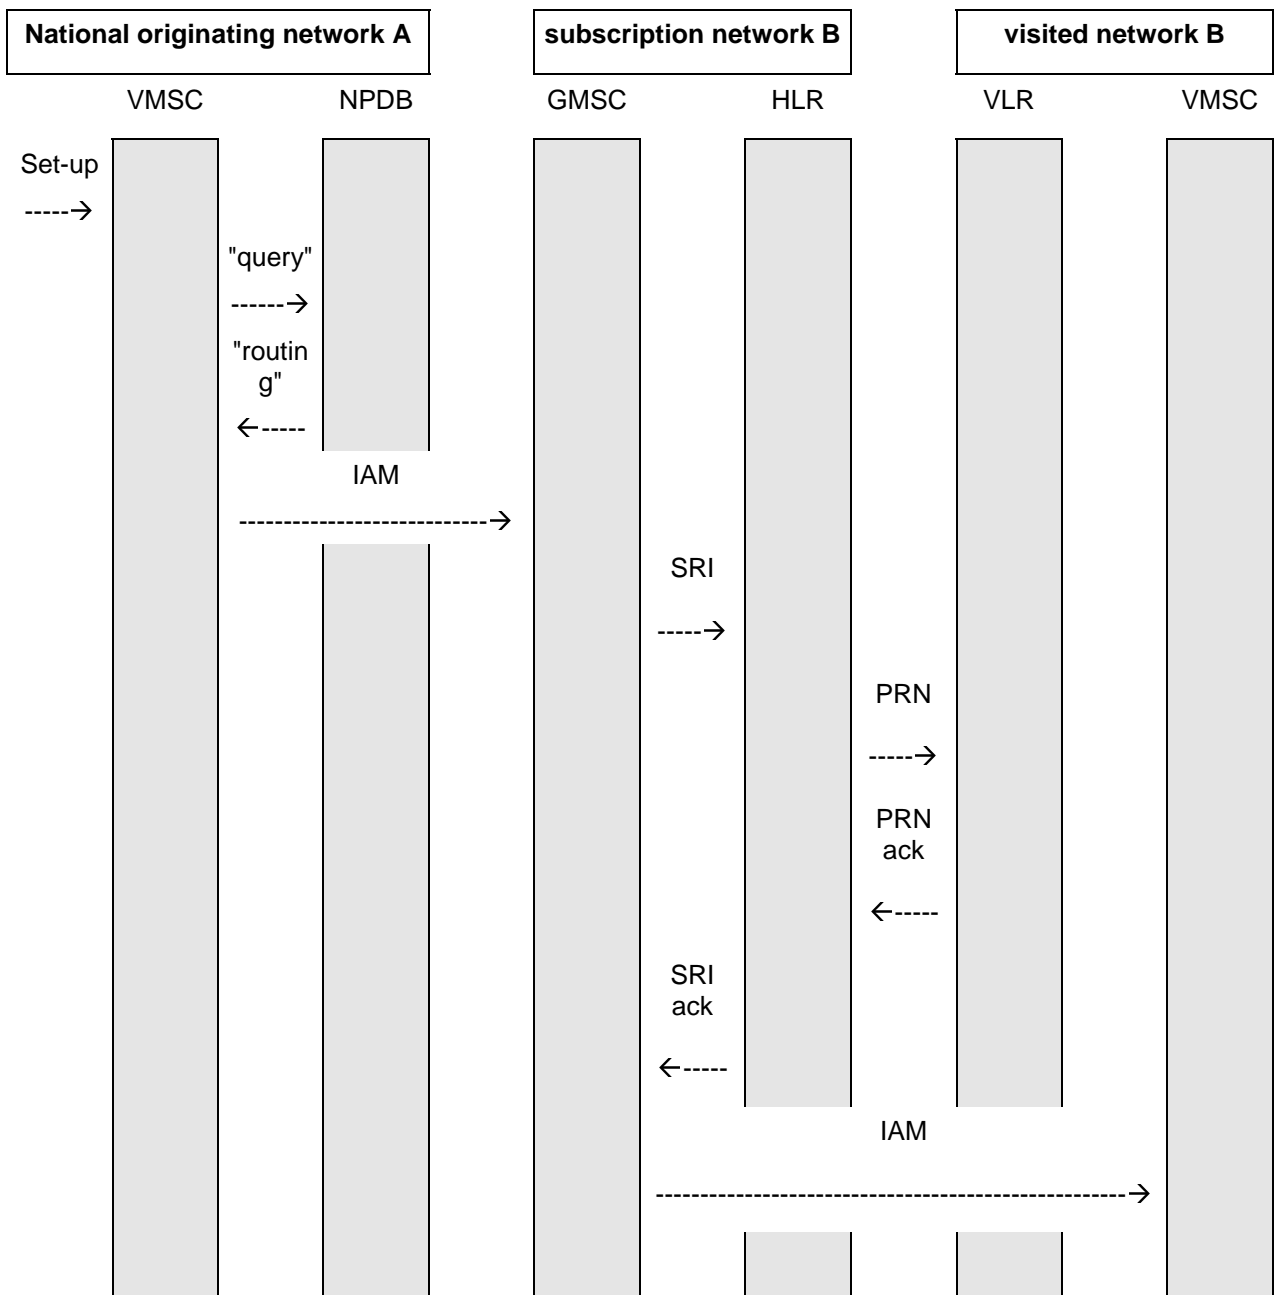 National originating network A
subscription network B
visited network B
VMSC
NPDB
GMSC
HLR
VLR
VMSC
Set-up
-----→
"query"
------→
"routin
g"
←-----
IAM
----------------------------→
SRI
-----→
PRN
-----→
PRN
ack
←-----
SRI
ack
←-----
IAM
-----------------------------------------------------→